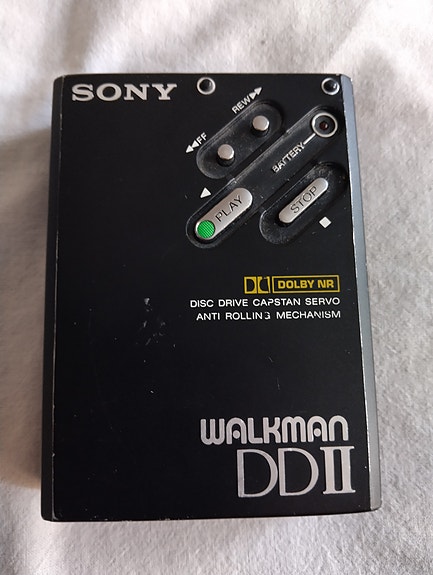 SONY
REW
FF
BATTERY
PLAY
STOP
DOLBY NR
DISC DRIVE CAPSTAN SERVO
ANTI ROLLING MECHANISM
WALKMAN
DDII